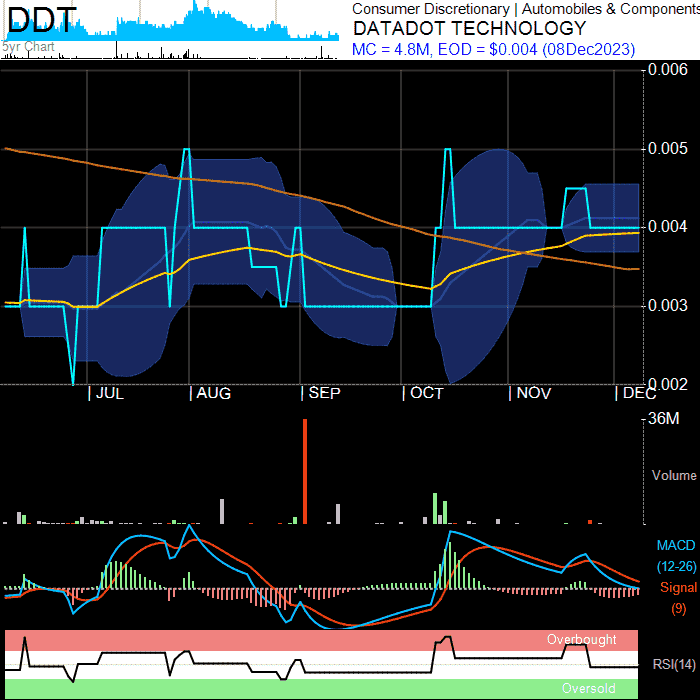 DDT
5yr Chart
Consumer Discretionary | Automobiles & Components
DATADOT TECHNOLOGY
MC = 4.8M, EOD = $0.004 (08Dec2023)
0.006
0.005
0.004
0.003
0.002
JUL AUG SEP OCT NOV DEC
36M
Volume
MACD
(12-26)
Signal
(9)
Overbought
RSI(14)
Oversold